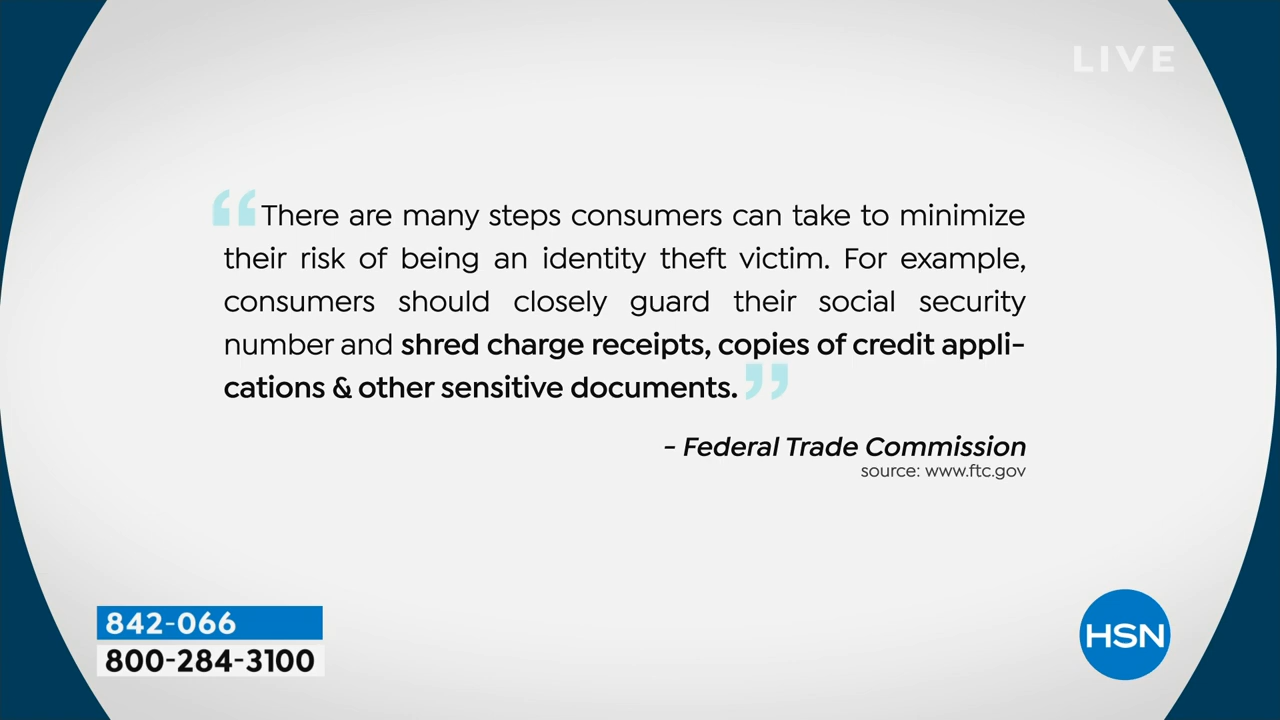 LIVE
“There are many steps consumers can take to minimize
their risk of being an identity theft victim. For example,
consumers should closely guard their social security
number and shred charge receipts, copies of credit appli-
cations & other sensitive documents.”
- Federal Trade Commission
source: www.ftc.gov
842-066
800-284-3100
HSN